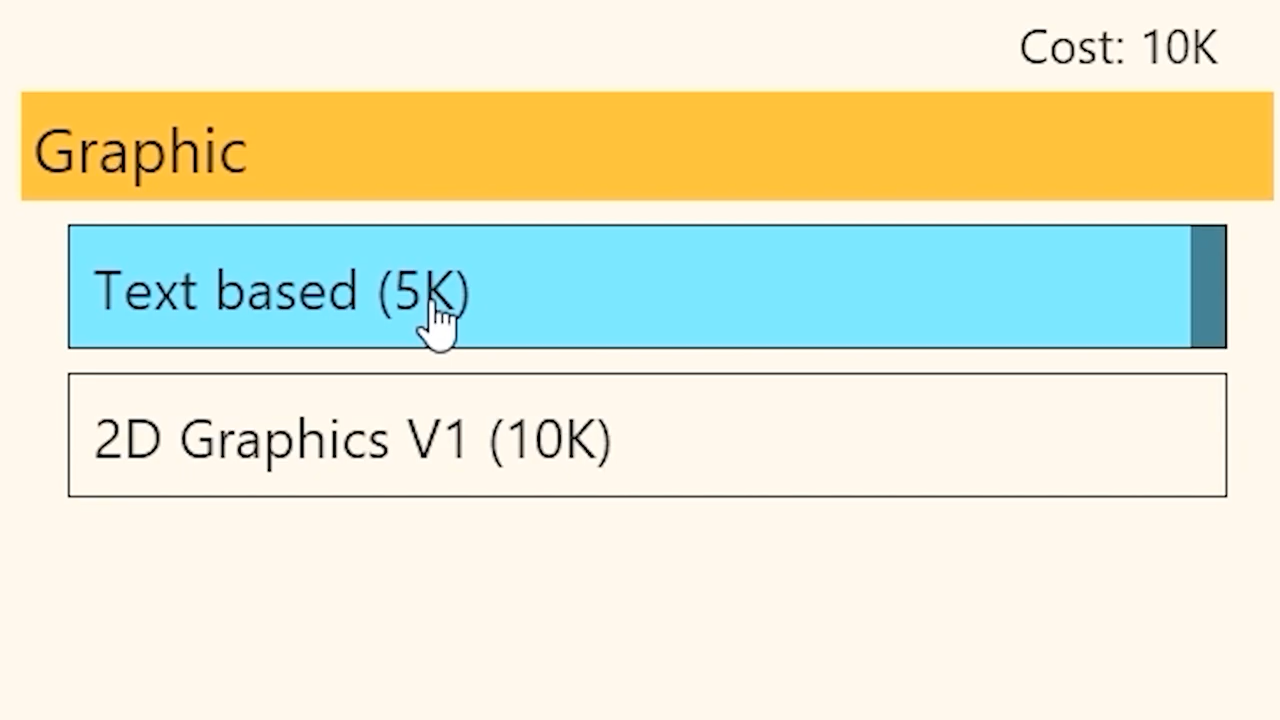 Cost: 10K
Graphic
Text based (5K)
2D Graphics V1 (10K)